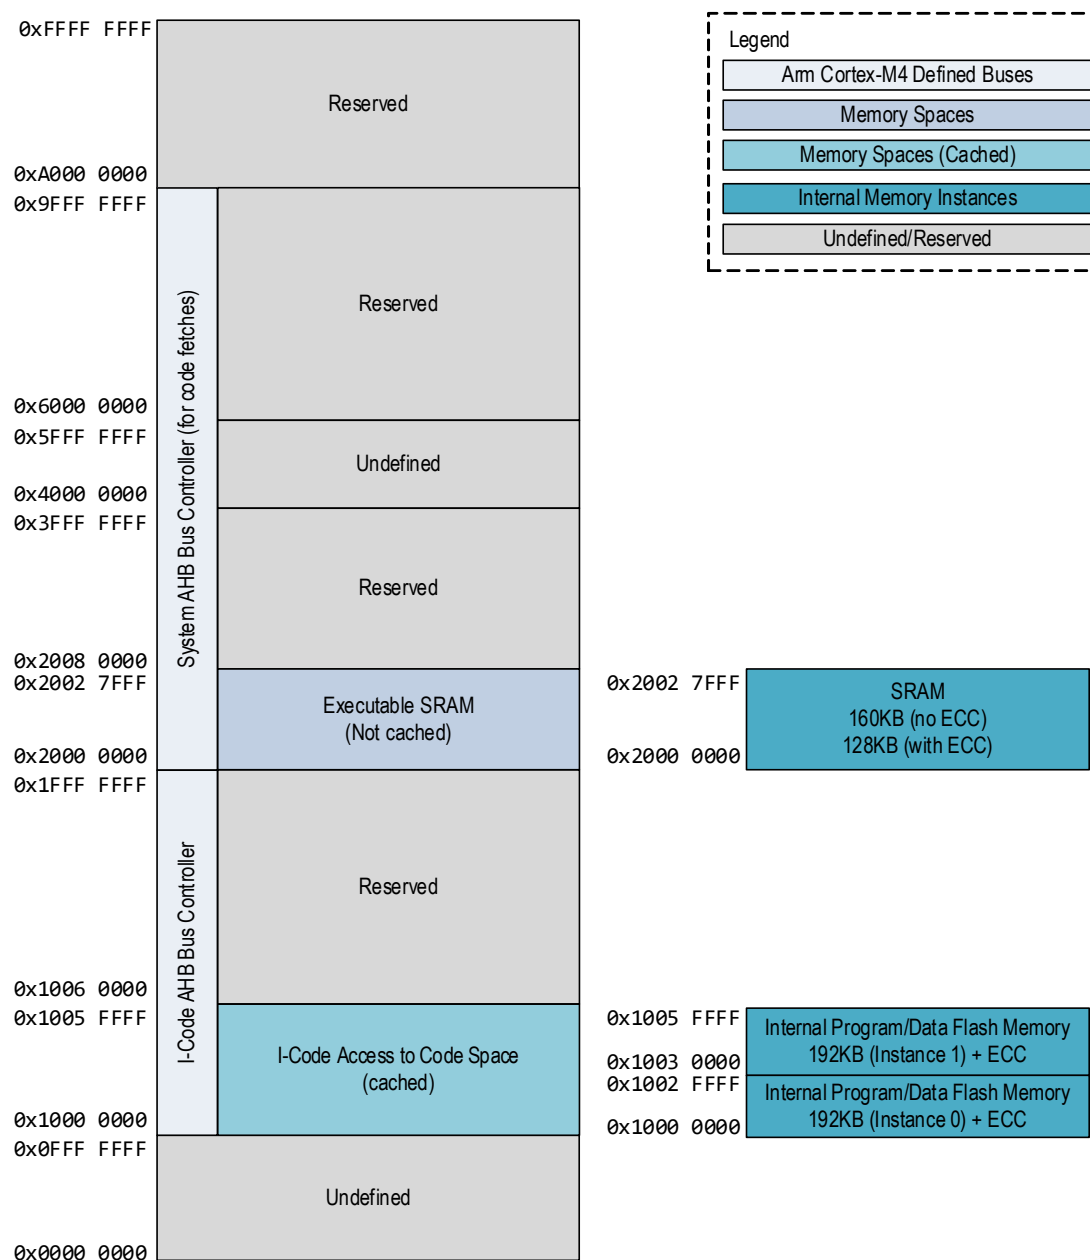 0xFFFF FFFF
Reserved
0xA000 0000
Legend
Arm Cortex-M4 Defined Buses
Memory Spaces
Memory Spaces (Cached)
Internal Memory Instances
Undefined/Reserved
0x9FFF FFFF
System AHB Bus Controller (for code fetches)
Reserved
0x6000 0000
0x5FFF FFFF
Undefined
0x4000 0000
0x3FFF FFFF
Reserved
0x2008 0000
0x2002 7FFF
Executable SRAM
(Not cached)
0x2000 0000
0x2002 7FFF
SRAM
160KB (no ECC)
128KB (with ECC)
0x2000 0000
0x1FFF FFFF
I-Code AHB Bus Controller
Reserved
0x1006 0000
0x1005 FFFF
I-Code Access to Code Space
(cached)
0x1000 0000
0x1005 FFFF
Internal Program/Data Flash Memory
192KB (Instance 1) + ECC
0x1003 0000
0x1002 FFFF
Internal Program/Data Flash Memory
192KB (Instance 0) + ECC
0x1000 0000
0x0FFF FFFF
Undefined
0x0000 0000